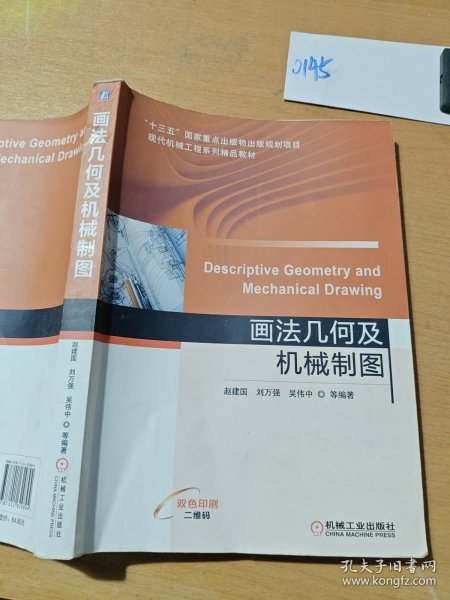 0145
"十三五"国家重点出版物出版规划项目
现代机械工程系列精品教材
Descriptive Geometry and
Mechanical Drawing
画法几何及
机械制图
赵建国 刘万强 吴伟中 等编著
双色印刷
二维码
机械工业出版社
CHINA MACHINE PRESS
画法几何及机械制图
赵建国 刘万强 吴伟中 等编著
机械工业出版社
CHINA MACHINE PRESS
ptive Geometry and
Mechanical Drawing
孔夫子旧书网
www.kongfz.com